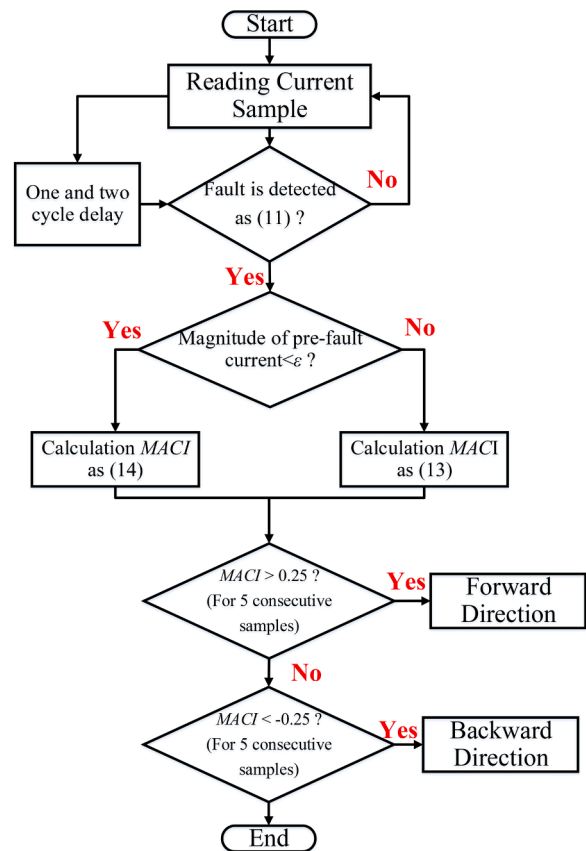 Start
Reading Current
Sample
One and two
cycle delay
Fault is detected
as (11) ?
No
Yes
Yes
Magnitude of pre-fault
current<ε ?
No
Calculation MACI
as (14)
Calculation MACI
as (13)
MACI > 0.25 ?
(For 5 consecutive
samples)
Yes
Forward
Direction
No
MACI < -0.25 ?
(For 5 consecutive
samples)
Yes
Backward
Direction
End